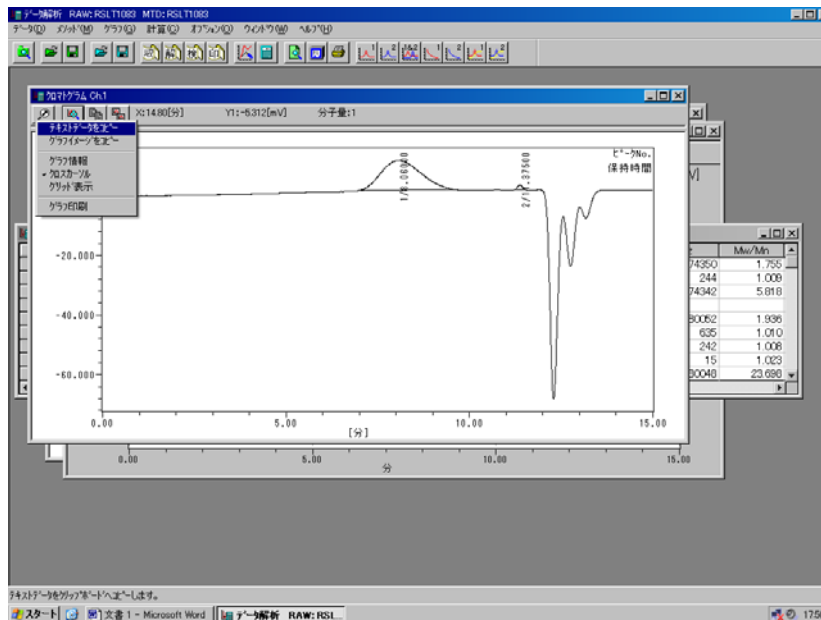 データ解析 RAW: RSLT1083 MTD: RSLT1083
データ(D) メソッド(M) グラフ(G) 計算(C) オプション(O) ウィンドウ(W) ヘルプ(H)
クロマトグラム Ch.1
X:14.80[分] Y1:-5.312[mV] 分子量:1
テキストデータをコピー
グラフイメージをコピー
グラフ情報
クロスカーソル
グリッド表示
グラフ印刷
ピークNo.
保持時間
2/11.37500
-20.000
-40.000
-60.000
0.00 5.00 10.00 15.00
[分]
V]
Mw/Mn
74350 1.755
244 1.009
74342 5.818
80052 1.936
635 1.010
242 1.008
15 1.023
80048 23.698
0.00 5.00 10.00 15.00
分
テキストデータをクリップボードへコピーします。
スタート 文書 1 - Microsoft Word データ解析 RAW: RSL...